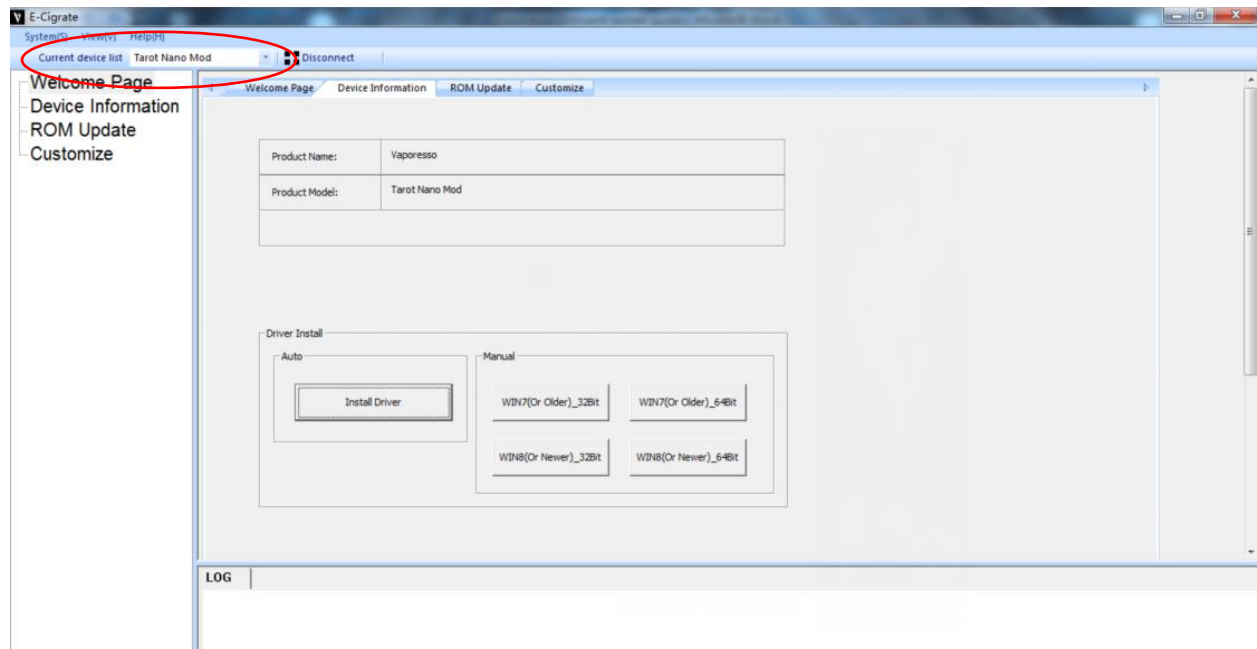 E-Cigrate
System(S) View(v) Help(H)
Current device list Tarot Nano Mod Disconnect
Welcome Page
Device Information
ROM Update
Customize
Welcome Page Device Information ROM Update Customize
Product Name: Vaporesso
Product Model: Tarot Nano Mod
Driver Install
Auto
Manual
Install Driver
WIN7(Or Older)_32Bit WIN7(Or Older)_64Bit
WIN8(Or Newer)_32Bit WIN8(Or Newer)_64Bit
LOG